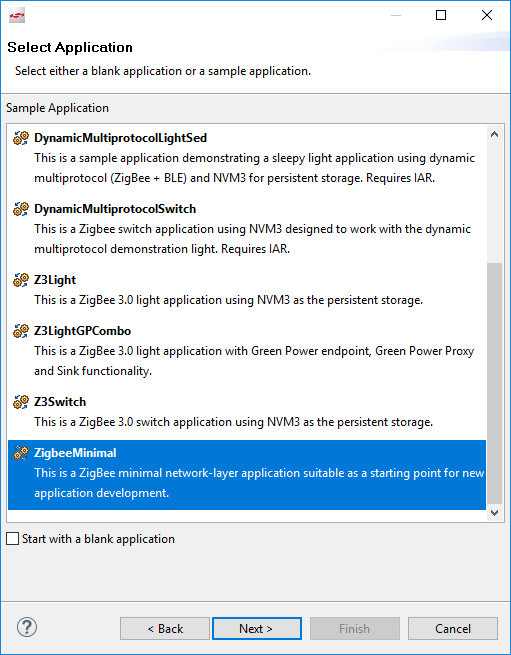 Select Application
Select either a blank application or a sample application.
Sample Application
DynamicMultiprotocolLightSed
This is a sample application demonstrating a sleepy light application using dynamic
multiprotocol (ZigBee + BLE) and NVM3 for persistent storage. Requires IAR.
DynamicMultiprotocolSwitch
This is a Zigbee switch application using NVM3 designed to work with the dynamic
multiprotocol demonstration light. Requires IAR.
Z3Light
This is a ZigBee 3.0 light application using NVM3 as the persistent storage.
Z3LightGPCombo
This is a ZigBee 3.0 light application with Green Power endpoint, Green Power Proxy
and Sink functionality.
Z3Switch
This is a ZigBee 3.0 switch application using NVM3 as the persistent storage.
ZigbeeMinimal
This is a ZigBee minimal network-layer application suitable as a starting point for new
application development.
Start with a blank application
? < Back Next > Finish Cancel